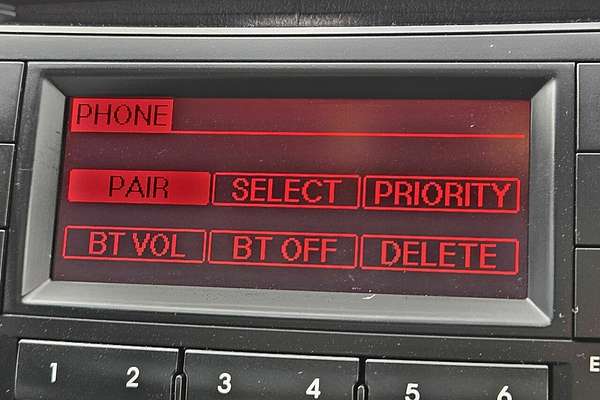 PHONE
PAIR SELECT PRIORITY
BT VOL BT OFF DELETE
1 2 3 4 5 6